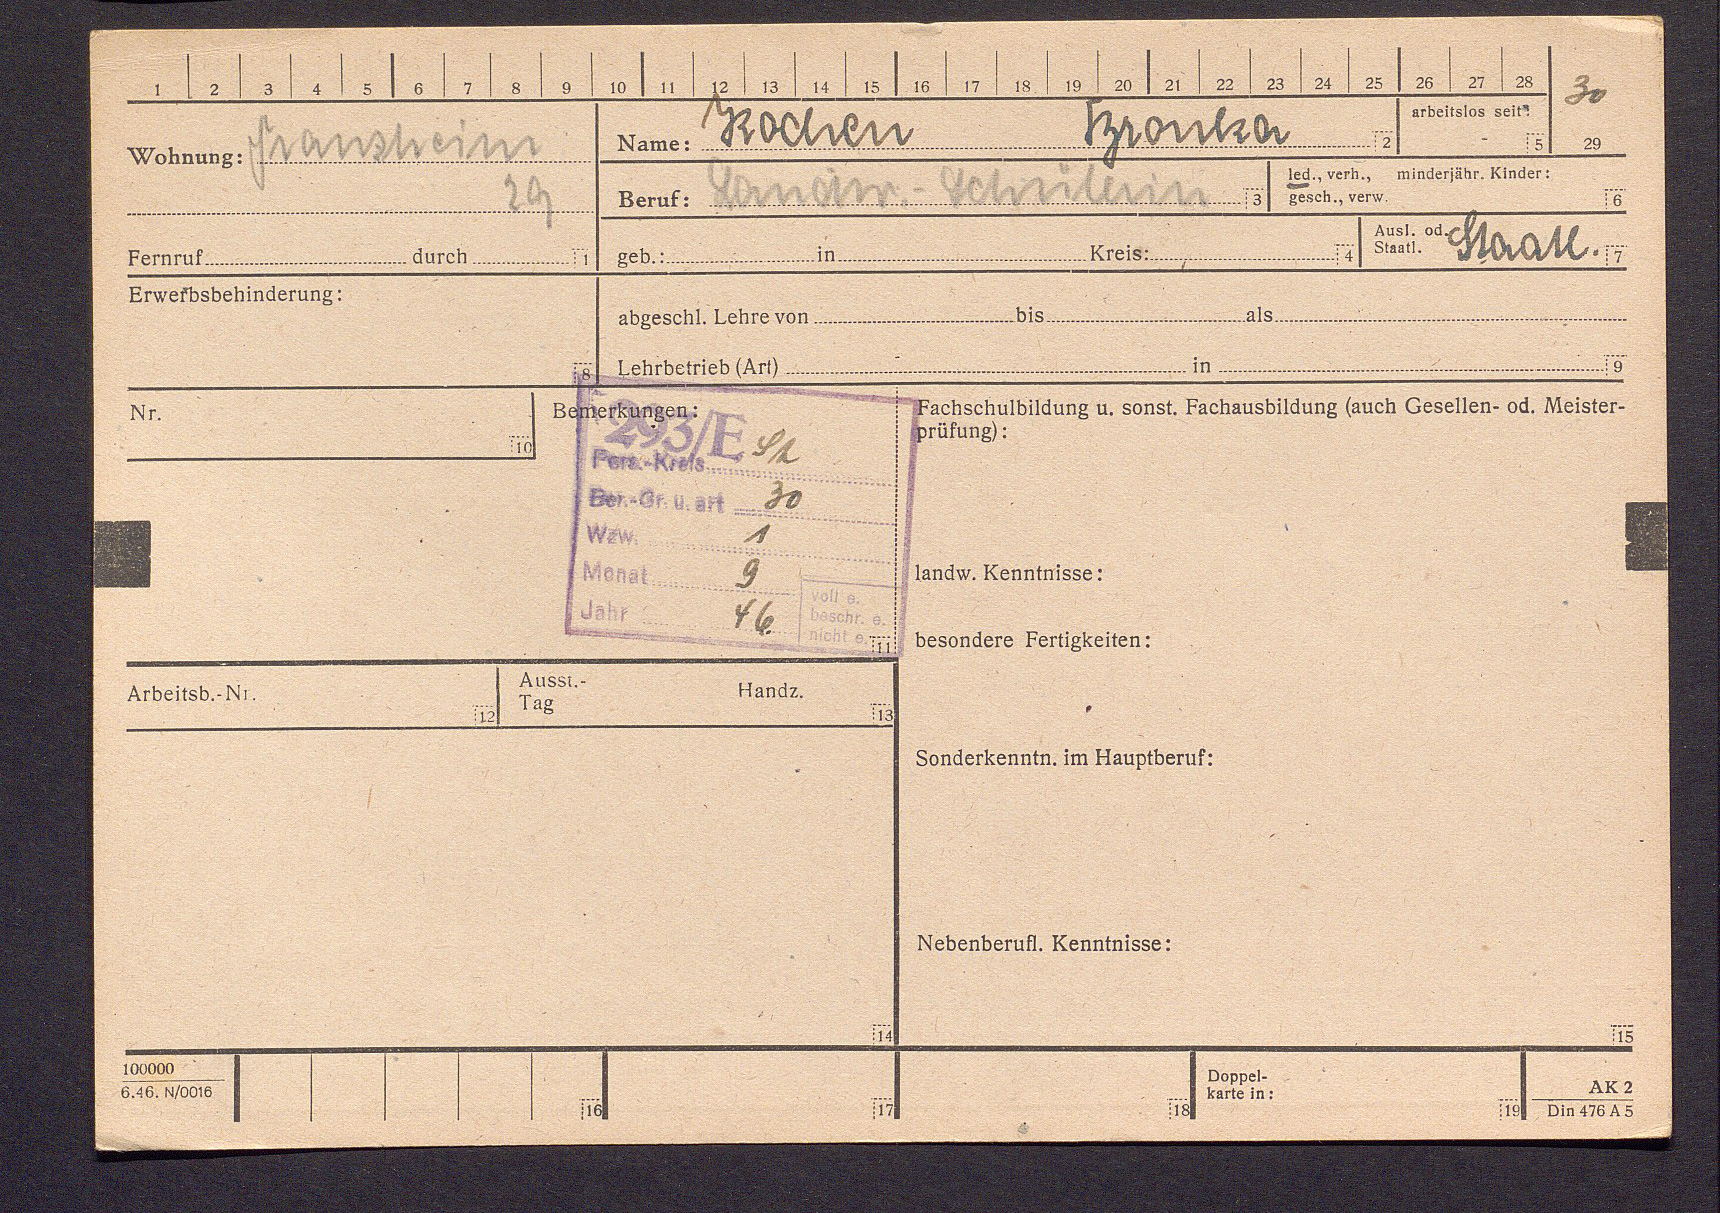 1 2 3 4 5 6 7 8 9 10 11 12 13 14 15 16 17 18 19 20 21 22 23 24 25 26 27 28 30
Wohnung: Franzheim
29
Name: Kochen Bronka 2
arbeitslos seit:
5 29
Beruf: Landw.-Schülerin 3
led., verh., minderjähr. Kinder:
gesch., verw. 6
Fernruf durch 1
geb.: in Kreis: 4
Ausl. od.
Staatl. Staatl. 7
Erwerbsbehinderung:
8
abgeschl. Lehre von bis als
Lehrbetrieb (Art) in 9
Nr.
10
Bemerkungen:
293/E
Pers.-Kreis
Ber.-Gr. u. art 30
Wzw. 1
Monat 9
Jahr 46
voll e.
beschr. e.
nicht e.
11
Fachschulbildung u. sonst. Fachausbildung (auch Gesellen- od. Meister-
prüfung):
landw. Kenntnisse:
besondere Fertigkeiten:
Arbeitsb.-Nr.
12
Ausst.-
Tag
Handz.
13
Sonderkenntn. im Hauptberuf:
Nebenberufl. Kenntnisse:
14
15
100000
6.46. N/0016
16
17
18
Doppel-
karte in:
19
AK 2
Din 476 A 5